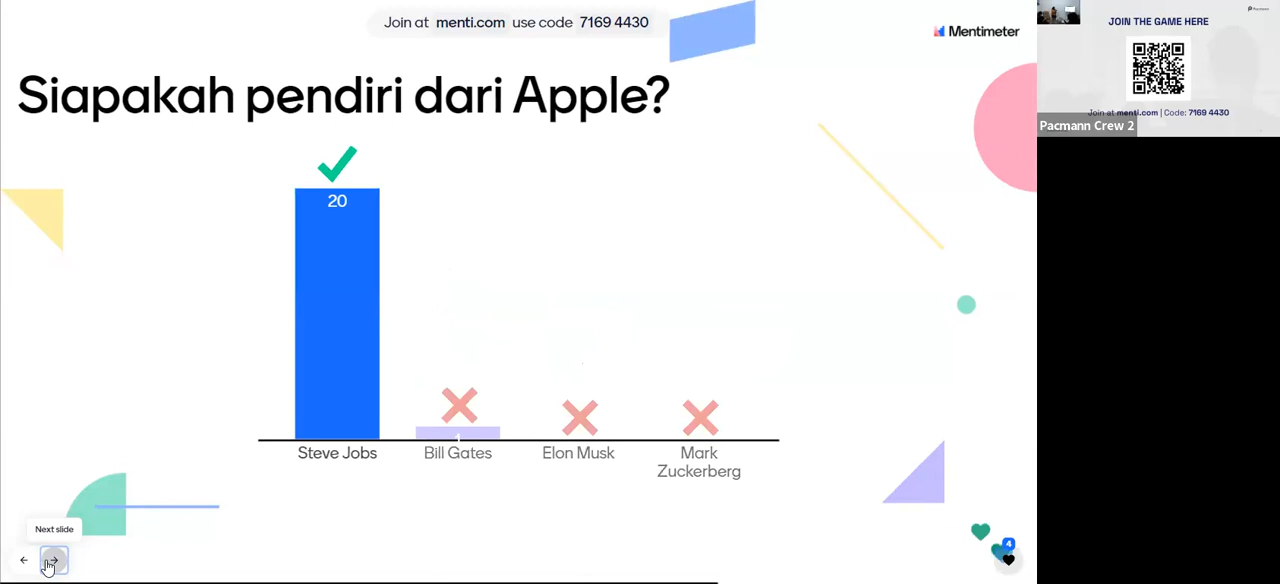 Join at menti.com use code 7169 4430
Mentimeter
Siapakah pendiri dari Apple?
20
1
Steve Jobs
Bill Gates
Elon Musk
Mark
Zuckerberg
Next slide
4
JOIN THE GAME HERE
Join at menti.com | Code: 7169 4430
Pacmann Crew 2